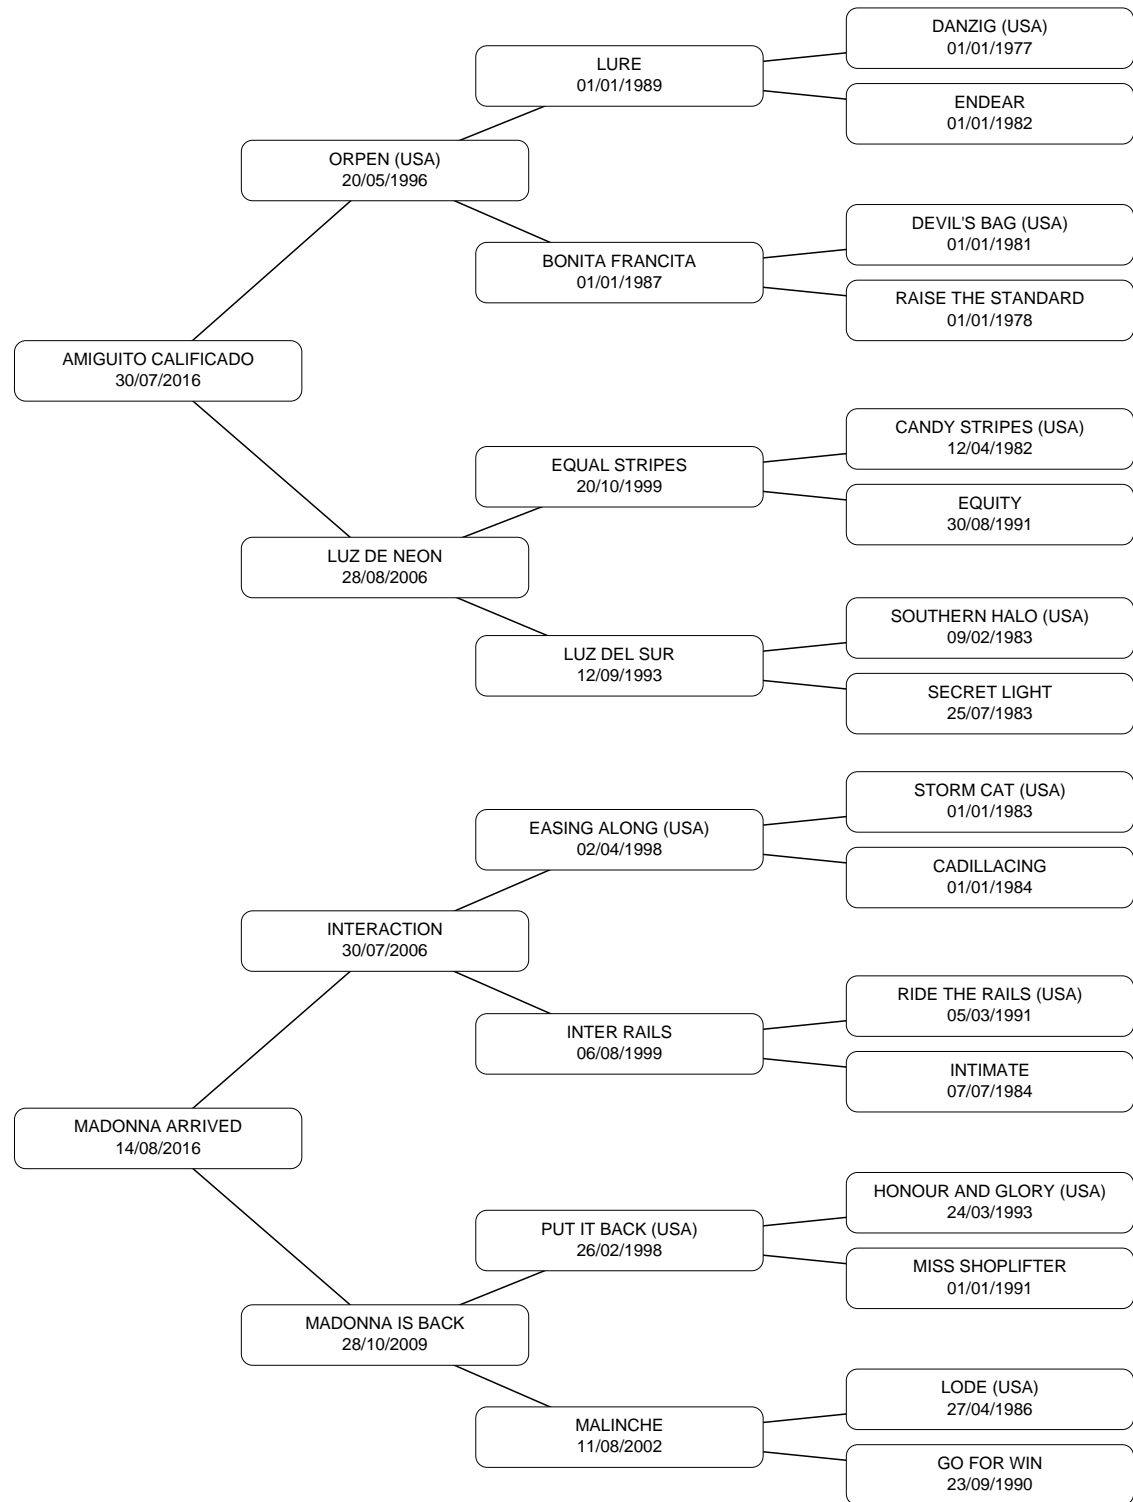 DANZIG (USA)
01/01/1977
LURE
01/01/1989
ENDEAR
01/01/1982
ORPEN (USA)
20/05/1996
DEVIL'S BAG (USA)
01/01/1981
BONITA FRANCITA
01/01/1987
RAISE THE STANDARD
01/01/1978
AMIGUITO CALIFICADO
30/07/2016
CANDY STRIPES (USA)
12/04/1982
EQUAL STRIPES
20/10/1999
EQUITY
30/08/1991
LUZ DE NEON
28/08/2006
SOUTHERN HALO (USA)
09/02/1983
LUZ DEL SUR
12/09/1993
SECRET LIGHT
25/07/1983
STORM CAT (USA)
01/01/1983
EASING ALONG (USA)
02/04/1998
CADILLACING
01/01/1984
INTERACTION
30/07/2006
RIDE THE RAILS (USA)
05/03/1991
INTER RAILS
06/08/1999
INTIMATE
07/07/1984
MADONNA ARRIVED
14/08/2016
HONOUR AND GLORY (USA)
24/03/1993
PUT IT BACK (USA)
26/02/1998
MISS SHOPLIFTER
01/01/1991
MADONNA IS BACK
28/10/2009
LODE (USA)
27/04/1986
MALINCHE
11/08/2002
GO FOR WIN
23/09/1990